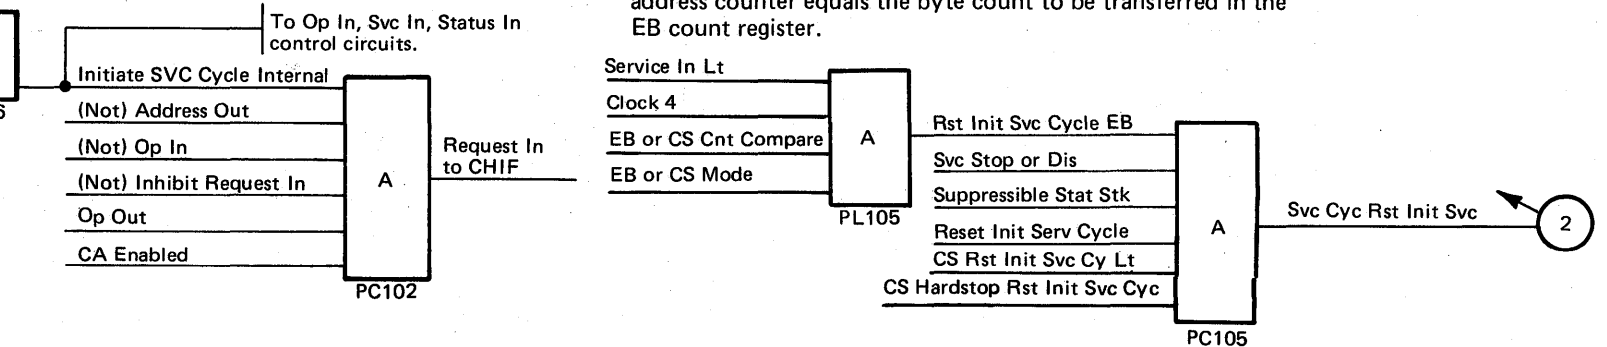 address counter equals the byte count to be transferred in the
EB count register.
To Op In, Svc In, Status In
control circuits.
6
Initiate SVC Cycle Internal
(Not) Address Out
(Not) Op In
(Not) Inhibit Request In
Op Out
CA Enabled
A
PC102
Request In
to CHIF
Service In Lt
Clock 4
EB or CS Cnt Compare
EB or CS Mode
A
PL105
Rst Init Svc Cycle EB
Svc Stop or Dis
Suppressible Stat Stk
Reset Init Serv Cycle
CS Rst Init Svc Cy Lt
CS Hardstop Rst Init Svc Cyc
A
PC105
Svc Cyc Rst Init Svc
2